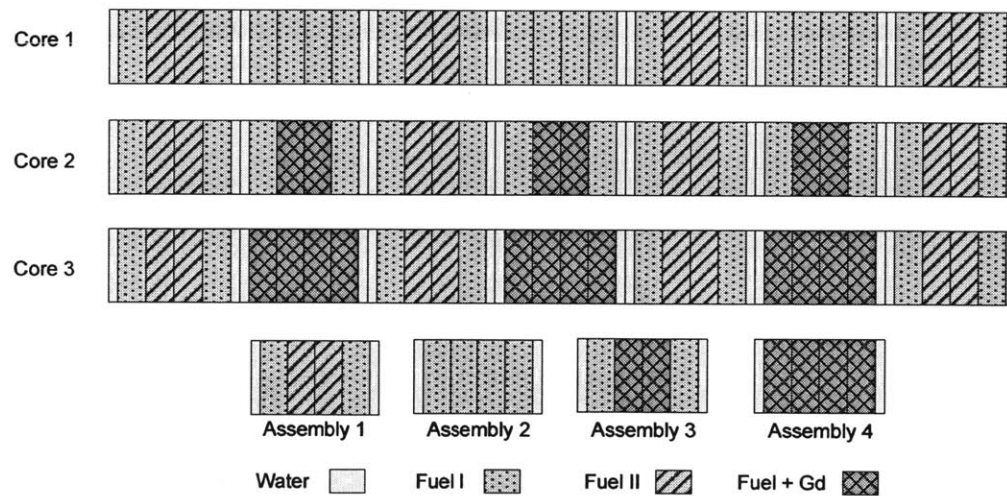 Core 1
Core 2
Core 3
Assembly 1 Assembly 2 Assembly 3 Assembly 4
Water Fuel I Fuel II Fuel + Gd